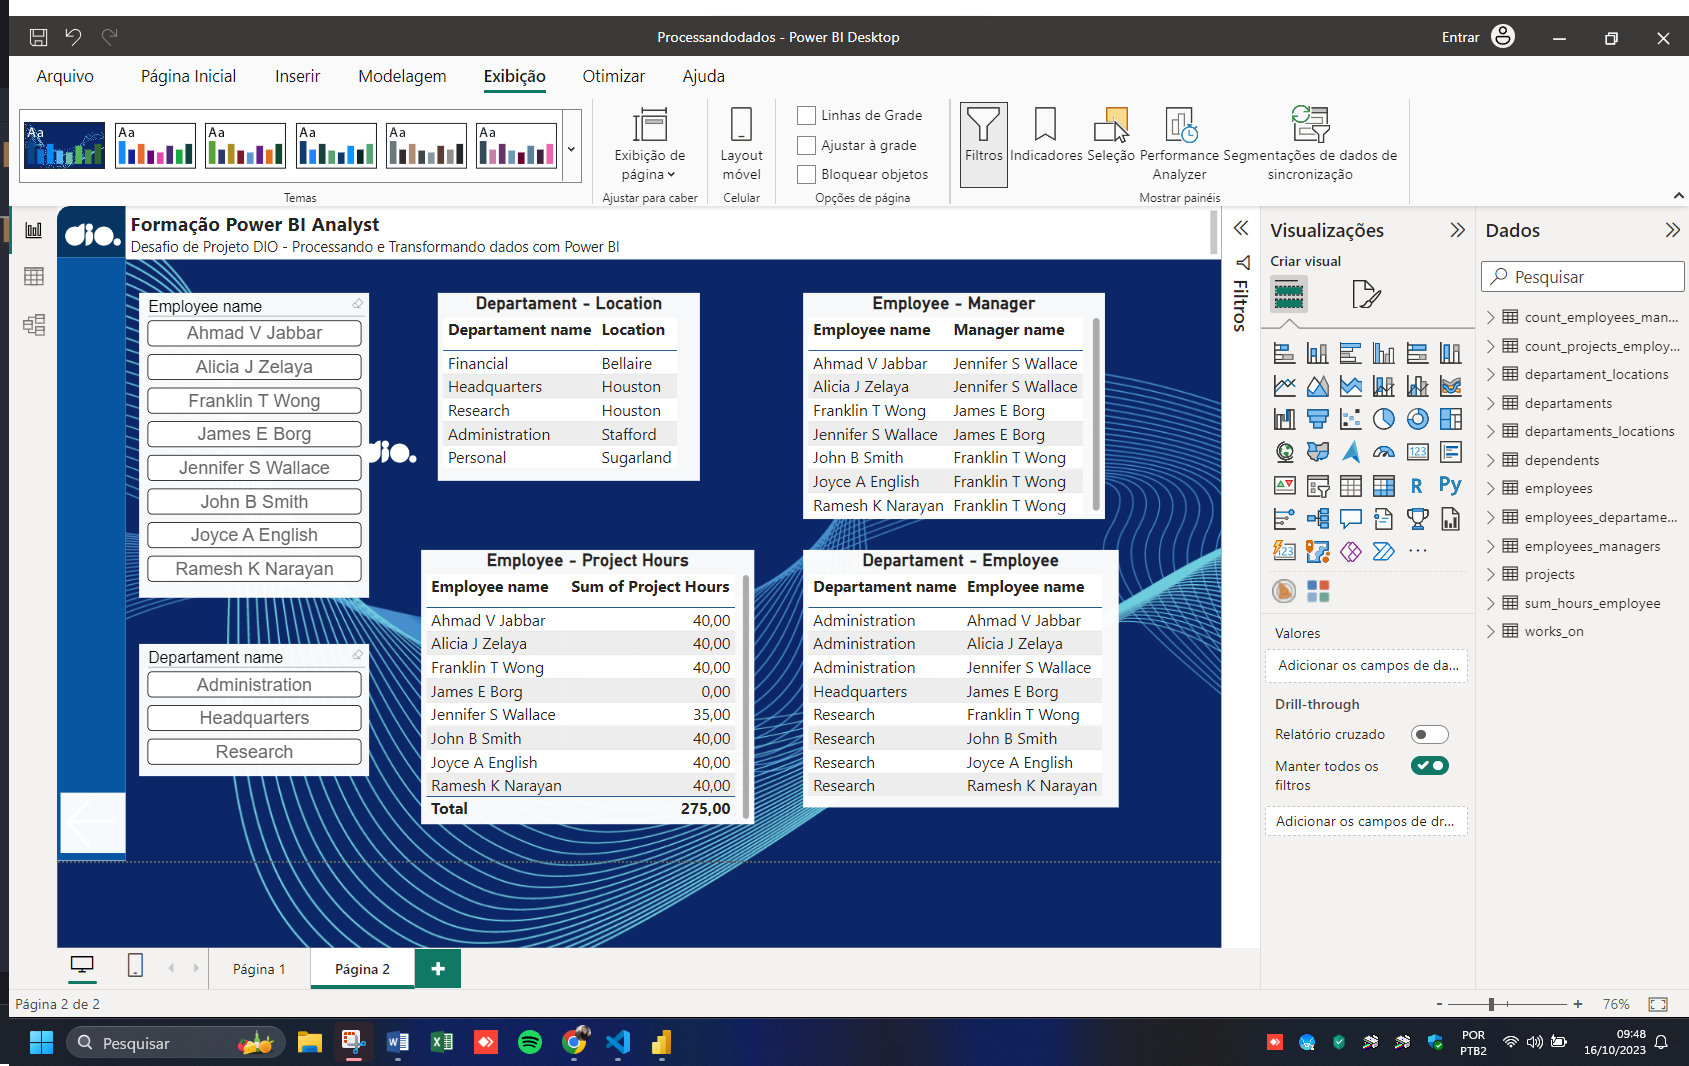 Processandodados - Power BI Desktop
Entrar
Arquivo Página Inicial Inserir Modelagem Exibição Otimizar Ajuda
Aa Aa Aa Aa Aa Aa
Temas
Exibição de página
Ajustar para caber
Layout móvel
Celular
Linhas de Grade
Ajustar à grade
Bloquear objetos
Opções de página
Filtros
Indicadores
Seleção
Performance Analyzer
Segmentações de dados de sincronização
Mostrar painéis
dio.
Formação Power BI Analyst
Desafio de Projeto DIO - Processando e Transformando dados com Power BI
Employee name
Ahmad V Jabbar
Alicia J Zelaya
Franklin T Wong
James E Borg
Jennifer S Wallace
John B Smith
Joyce A English
Ramesh K Narayan
dio.
Departament name
Administration
Headquarters
Research
Departament - Location
Departament name Location
Financial Bellaire
Headquarters Houston
Research Houston
Administration Stafford
Personal Sugarland
Employee - Manager
Employee name Manager name
Ahmad V Jabbar Jennifer S Wallace
Alicia J Zelaya Jennifer S Wallace
Franklin T Wong James E Borg
Jennifer S Wallace James E Borg
John B Smith Franklin T Wong
Joyce A English Franklin T Wong
Ramesh K Narayan Franklin T Wong
Employee - Project Hours
Employee name Sum of Project Hours
Ahmad V Jabbar 40,00
Alicia J Zelaya 40,00
Franklin T Wong 40,00
James E Borg 0,00
Jennifer S Wallace 35,00
John B Smith 40,00
Joyce A English 40,00
Ramesh K Narayan 40,00
Total 275,00
Departament - Employee
Departament name Employee name
Administration Ahmad V Jabbar
Administration Alicia J Zelaya
Administration Jennifer S Wallace
Headquarters James E Borg
Research Franklin T Wong
Research John B Smith
Research Joyce A English
Research Ramesh K Narayan
Filtros
Visualizações
Criar visual
123
R Py
123
...
Valores
Adicionar os campos de da...
Drill-through
Relatório cruzado
Manter todos os filtros
Adicionar os campos de dr...
Dados
Pesquisar
count_employees_man...
count_projects_employ...
departament_locations
departaments
departaments_locations
dependents
employees
employees_departame...
employees_managers
projects
sum_hours_employee
works_on
Página 1
Página 2
+
Página 2 de 2
- + 76%
Pesquisar
POR
PTB2
09:48
16/10/2023